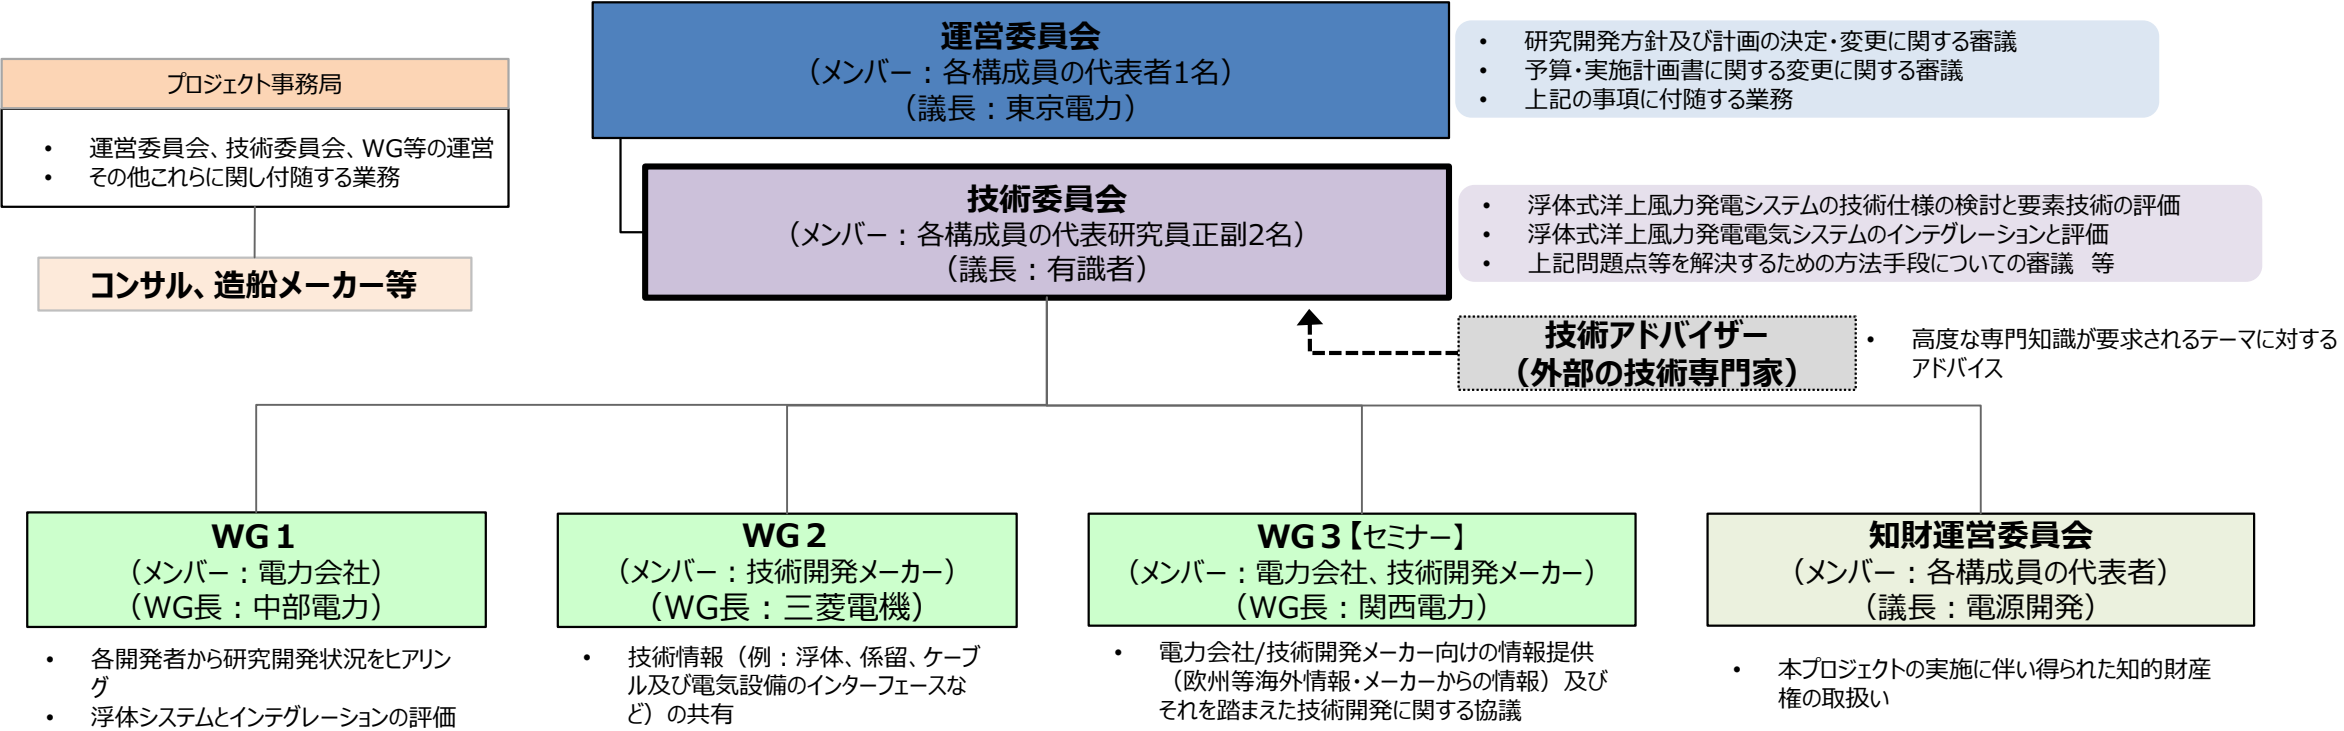 運営委員会
（メンバー：各構成員の代表者1名）
（議長：東京電力）
• 研究開発方針及び計画の決定・変更に関する審議
• 予算・実施計画書に関する変更に関する審議
• 上記の事項に付随する業務
プロジェクト事務局
• 運営委員会、技術委員会、WG等の運営
• その他これらに関し付随する業務
コンサル、造船メーカー等
技術委員会
（メンバー：各構成員の代表研究員正副2名）
（議長：有識者）
• 浮体式洋上風力発電システムの技術仕様の検討と要素技術の評価
• 浮体式洋上風力発電電気システムのインテグレーションと評価
• 上記問題点等を解決するための方法手段についての審議　等
技術アドバイザー
（外部の技術専門家）
• 高度な専門知識が要求されるテーマに対する
アドバイス
WG１
（メンバー：電力会社）
（WG長：中部電力）
• 各開発者から研究開発状況をヒアリン
グ
• 浮体システムとインテグレーションの評価
WG２
（メンバー：技術開発メーカー）
（WG長：三菱電機）
• 技術情報（例：浮体、係留、ケーブ
ル及び電気設備のインターフェースな
ど）の共有
WG３【セミナー】
（メンバー：電力会社、技術開発メーカー）
（WG長：関西電力）
• 電力会社/技術開発メーカー向けの情報提供
（欧州等海外情報・メーカーからの情報）及び
それを踏まえた技術開発に関する協議
知財運営委員会
（メンバー：各構成員の代表者）
（議長：電源開発）
• 本プロジェクトの実施に伴い得られた知的財産
権の取扱い